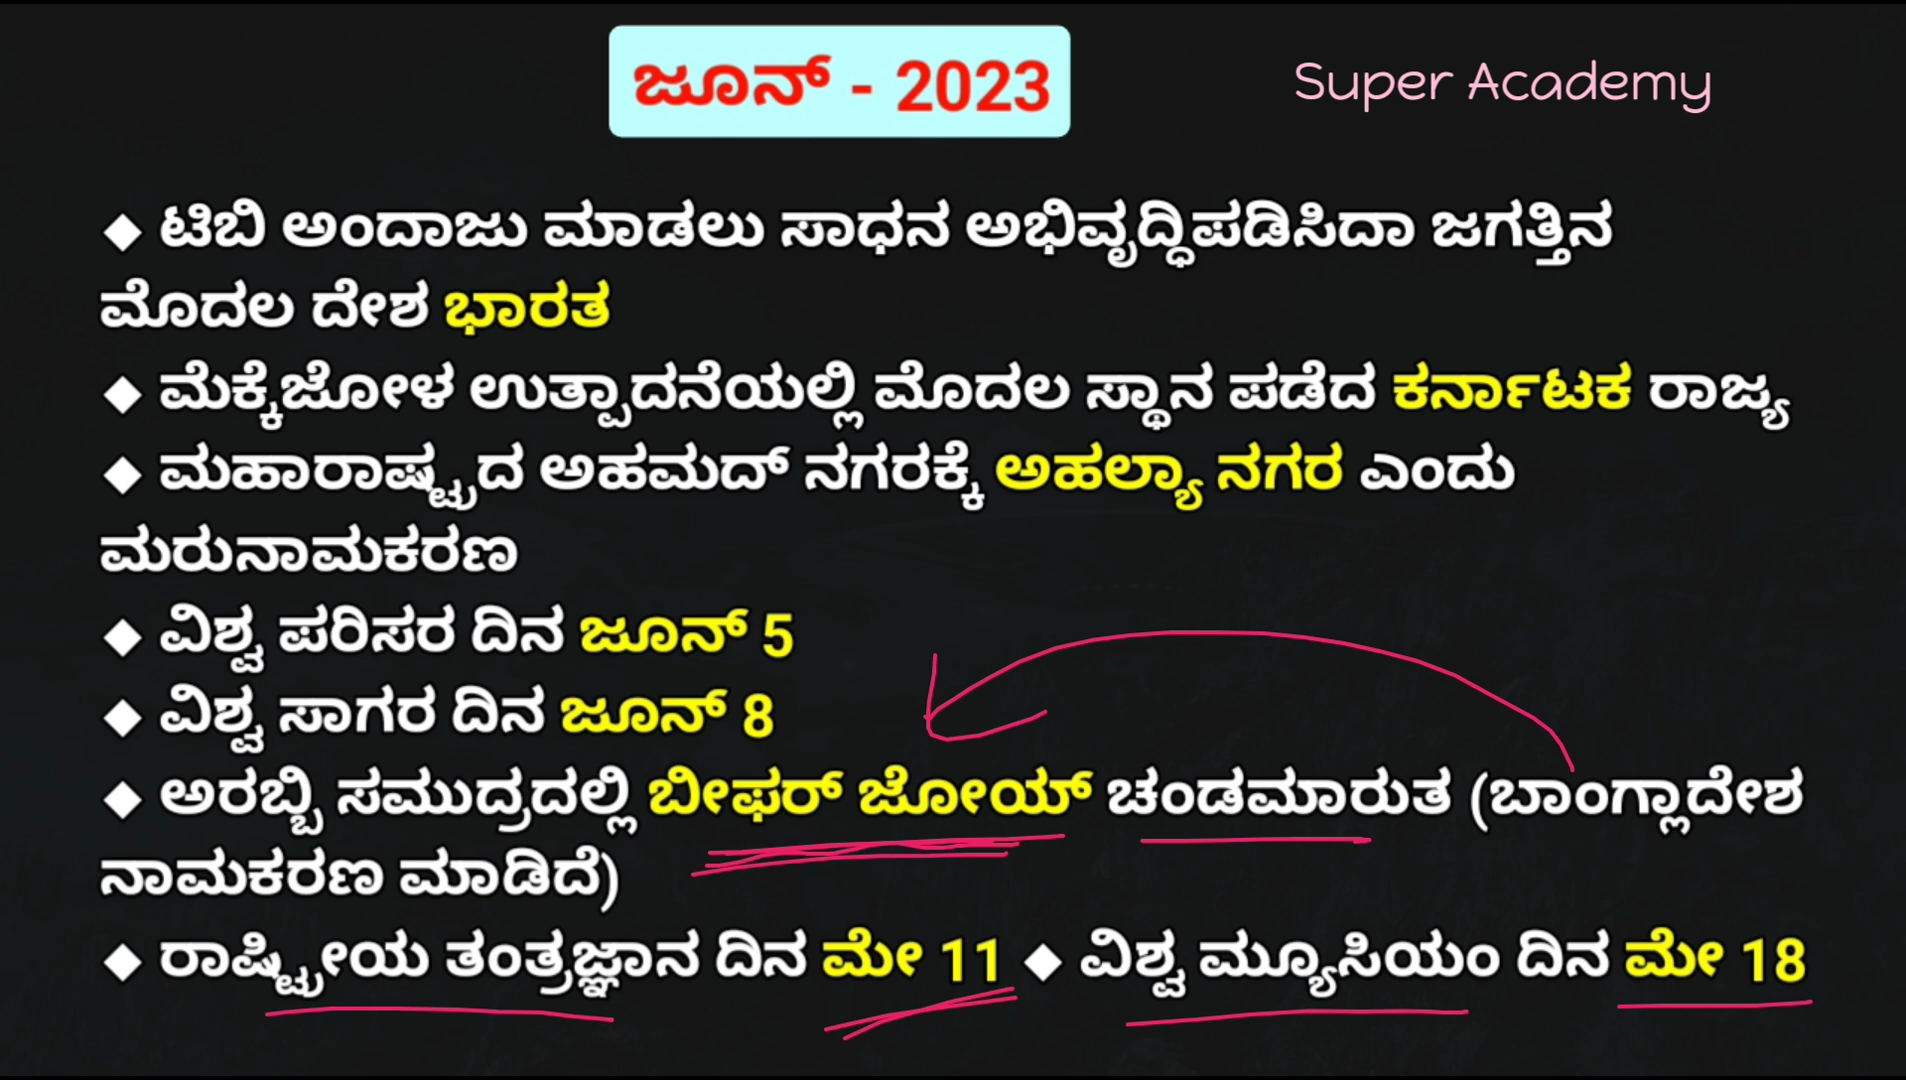 ಜೂನ್ - 2023
Super Academy
◆ ಟಿಬಿ ಅಂದಾಜು ಮಾಡಲು ಸಾಧನ ಅಭಿವೃದ್ಧಿಪಡಿಸಿದಾ ಜಗತ್ತಿನ
ಮೊದಲ ದೇಶ ಭಾರತ
◆ ಮೆಕ್ಕೆಜೋಳ ಉತ್ಪಾದನೆಯಲ್ಲಿ ಮೊದಲ ಸ್ಥಾನ ಪಡೆದ ಕರ್ನಾಟಕ ರಾಜ್ಯ
◆ ಮಹಾರಾಷ್ಟ್ರದ ಅಹಮದ್ ನಗರಕ್ಕೆ ಅಹಲ್ಯಾ ನಗರ ಎಂದು
ಮರುನಾಮಕರಣ
◆ ವಿಶ್ವ ಪರಿಸರ ದಿನ ಜೂನ್ 5
◆ ವಿಶ್ವ ಸಾಗರ ದಿನ ಜೂನ್ 8
◆ ಅರಬ್ಬಿ ಸಮುದ್ರದಲ್ಲಿ ಬೀಫರ್ ಜೋಯ್ ಚಂಡಮಾರುತ (ಬಾಂಗ್ಲಾದೇಶ
ನಾಮಕರಣ ಮಾಡಿದೆ)
◆ ರಾಷ್ಟ್ರೀಯ ತಂತ್ರಜ್ಞಾನ ದಿನ ಮೇ 11 ◆ ವಿಶ್ವ ಮ್ಯೂಸಿಯಂ ದಿನ ಮೇ 18